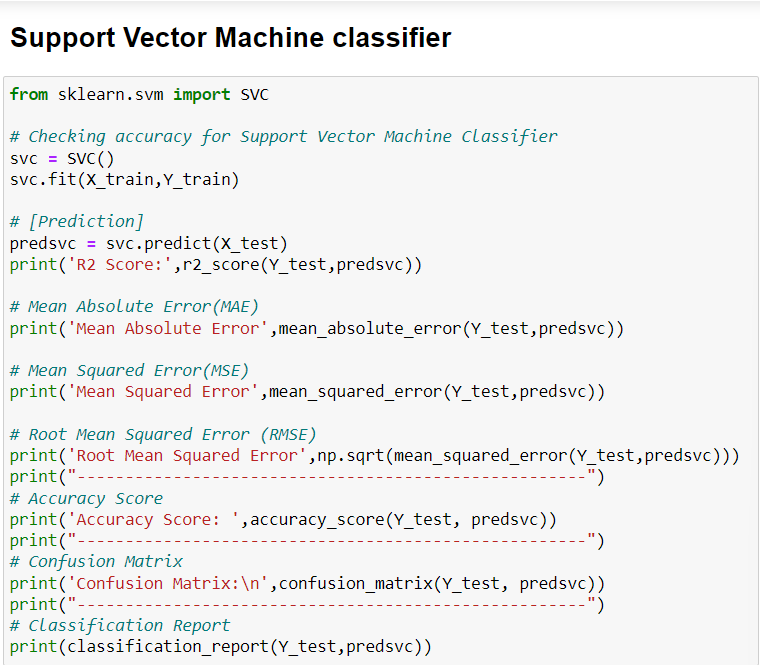 Support Vector Machine classifier
from sklearn.svm import SVC
# Checking accuracy for Support Vector Machine Classifier
svc = SVC()
svc.fit(X_train,Y_train)
# [Prediction]
predsvc = svc.predict(X_test)
print('R2 Score:',r2_score(Y_test,predsvc))
# Mean Absolute Error(MAE)
print('Mean Absolute Error',mean_absolute_error(Y_test,predsvc))
# Mean Squared Error(MSE)
print('Mean Squared Error',mean_squared_error(Y_test,predsvc))
# Root Mean Squared Error (RMSE)
print('Root Mean Squared Error',np.sqrt(mean_squared_error(Y_test,predsvc)))
print("-----------------------------------------------------")
# Accuracy Score
print('Accuracy Score: ',accuracy_score(Y_test, predsvc))
print("-----------------------------------------------------")
# Confusion Matrix
print('Confusion Matrix:\n',confusion_matrix(Y_test, predsvc))
print("-----------------------------------------------------")
# Classification Report
print(classification_report(Y_test,predsvc))